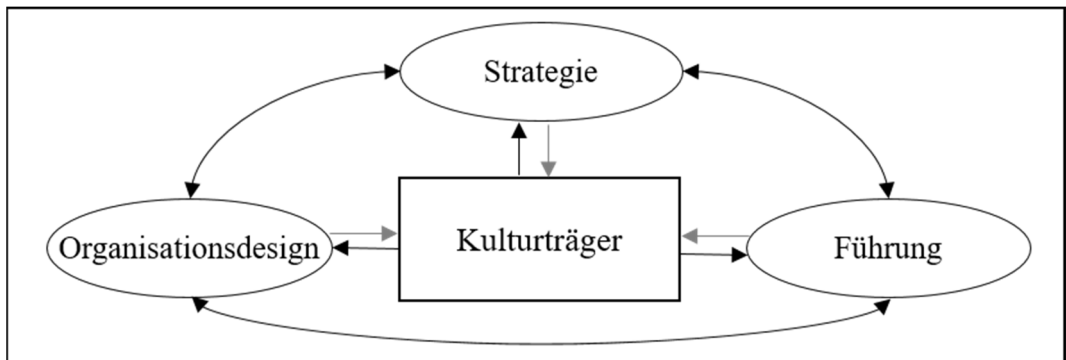 Strategie
Organisationsdesign
Kulturträger
Führung